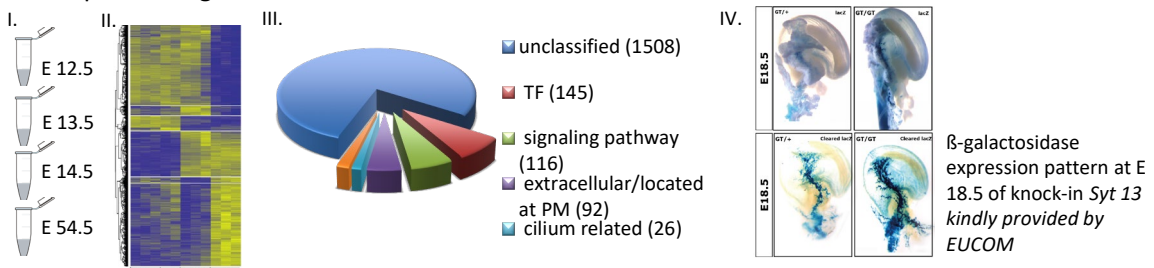 I.
E 12.5
E 13.5
E 14.5
E 54.5
II.
III.
unclassified (1508)
TF (145)
signaling pathway
(116)
extracellular/located
at PM (92)
cilium related (26)
IV.
GT/+ lacZ
GT/GT lacZ
E18.5
GT/+ Cleared lacZ
GT/GT Cleared lacZ
E18.5
ß-galactosidase
expression pattern at E
18.5 of knock-in Syt 13
kindly provided by
EUCOM